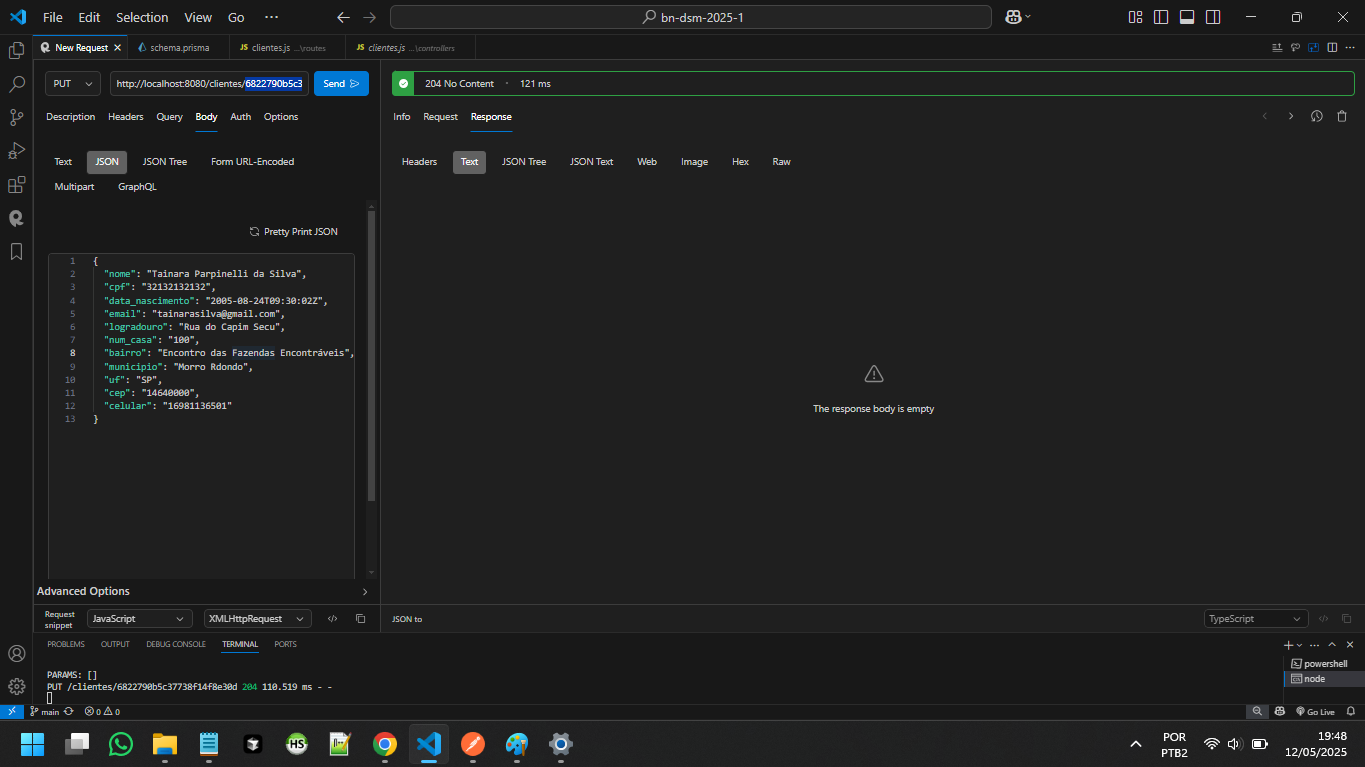 File Edit Selection View Go ··· bn-dsm-2025-1
New Request schema.prisma JS clientes.js ...\routes JS clientes.js ...\controllers
PUT http://localhost:8080/clientes/6822790b5c3 Send 204 No Content · 121 ms
Description Headers Query Body Auth Options Info Request Response
Text JSON JSON Tree Form URL-Encoded Headers Text JSON Tree JSON Text Web Image Hex Raw
Multipart GraphQL
Pretty Print JSON
1 {
2 "nome": "Tainara Parpinelli da Silva",
3 "cpf": "32132132132",
4 "data_nascimento": "2005-08-24T09:30:02Z",
5 "email": "tainarasilva@gmail.com",
6 "logradouro": "Rua do Capim Secu",
7 "num_casa": "100",
8 "bairro": "Encontro das Fazendas Encontráveis",
9 "municipio": "Morro Rdondo",
10 "uf": "SP",
11 "cep": "14640000",
12 "celular": "16981136501"
13 }
The response body is empty
Advanced Options
Request snippet JavaScript XMLHttpRequest JSON to TypeScript
PROBLEMS OUTPUT DEBUG CONSOLE TERMINAL PORTS
PARAMS: []
PUT /clientes/6822790b5c37738f14f8e30d 204 110.519 ms - -
powershell
node
main 0 0 Go Live
HS
POR
PTB2
19:48
12/05/2025